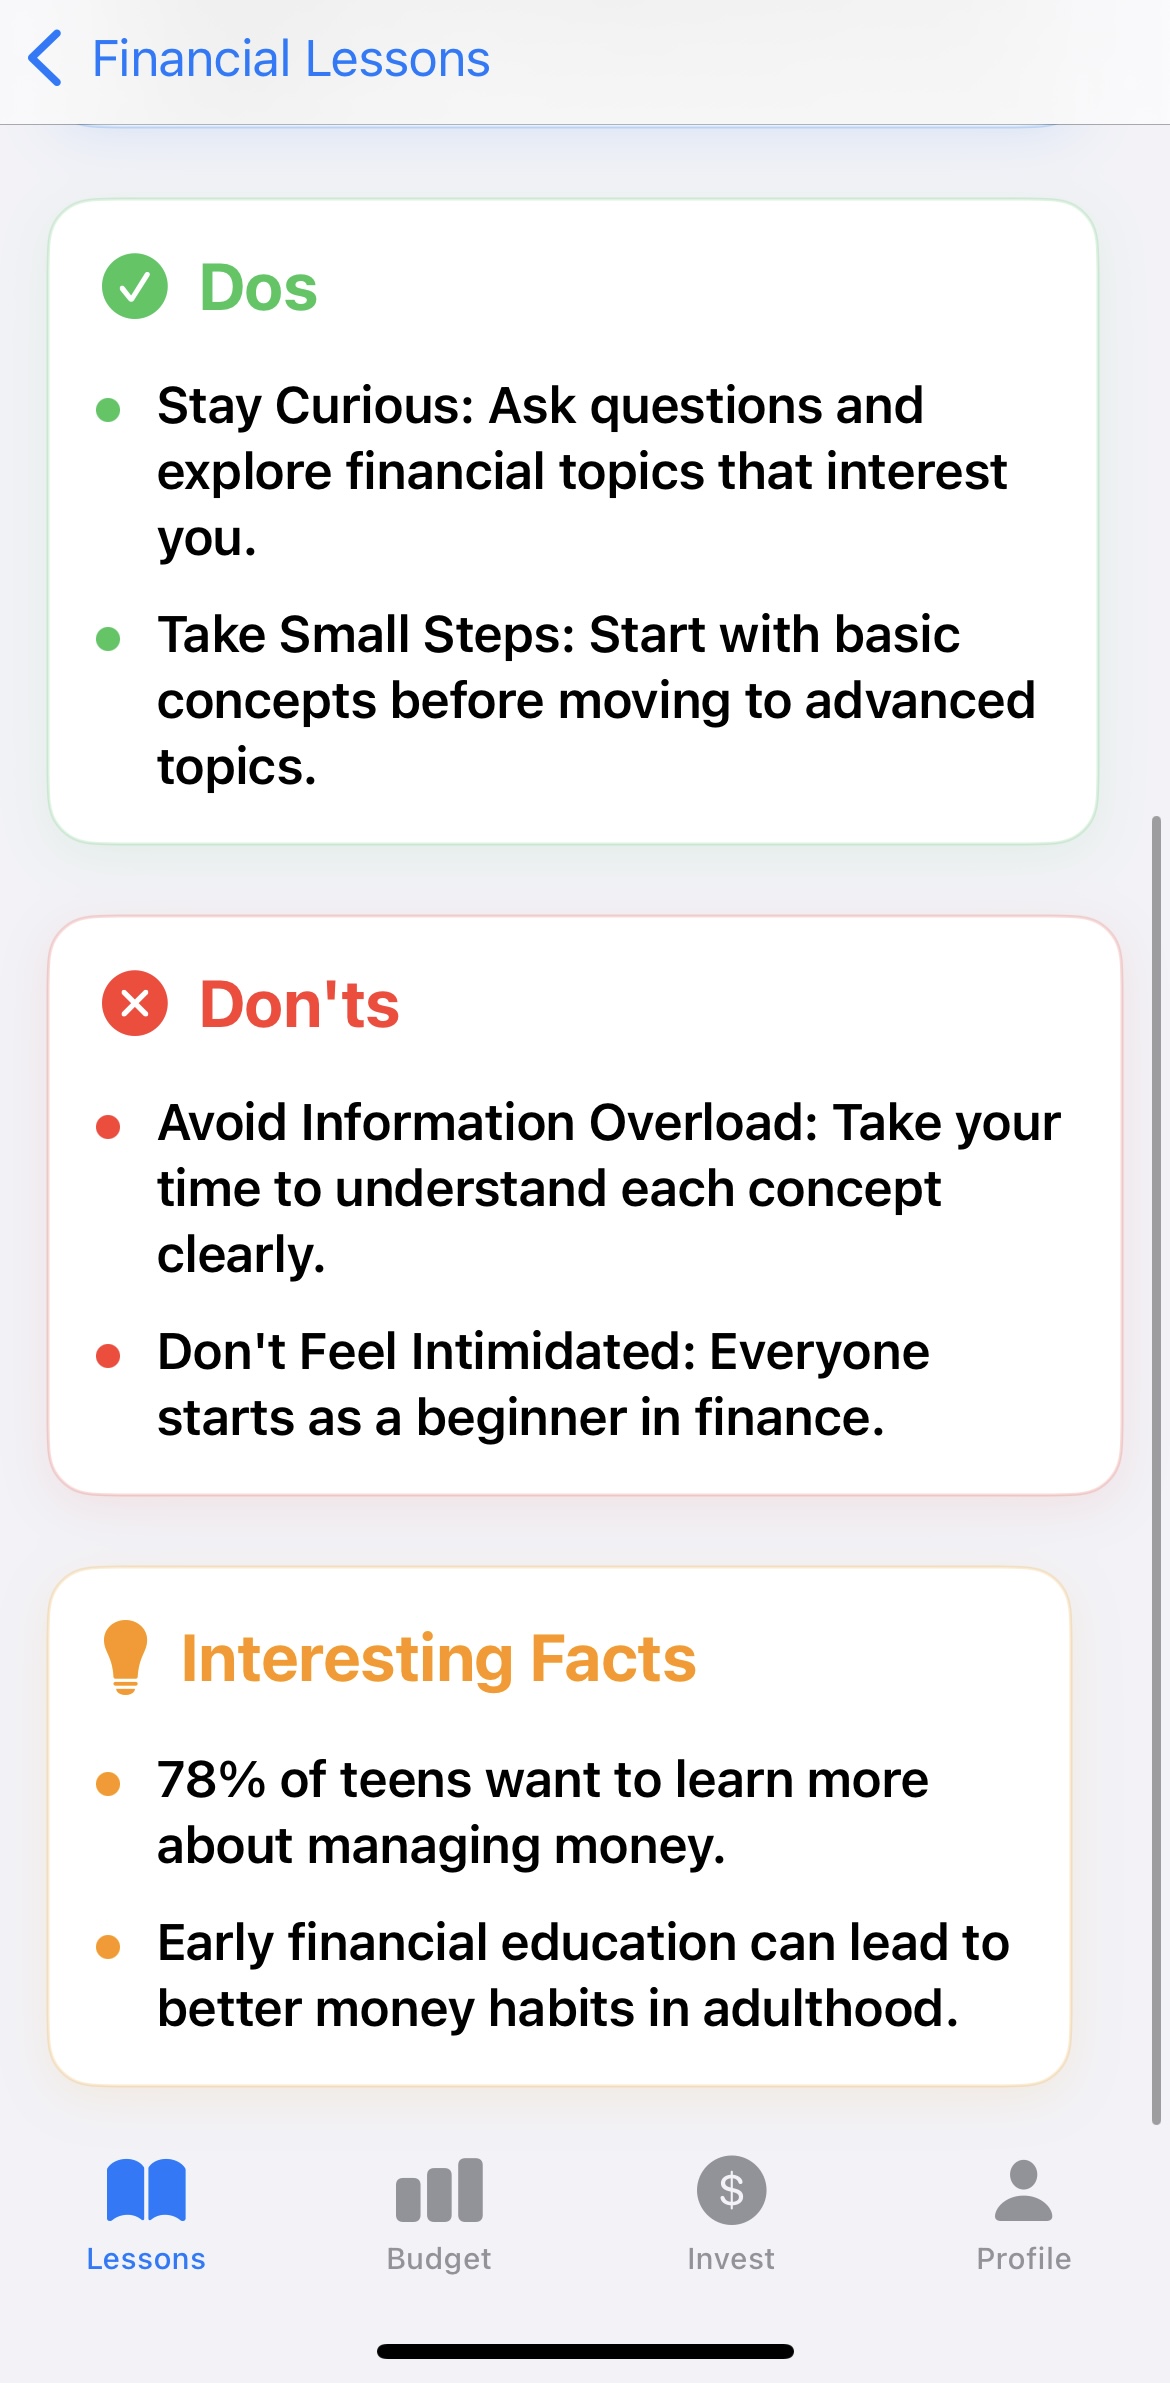 Financial Lessons
Dos
Stay Curious: Ask questions and
explore financial topics that interest
you.
Take Small Steps: Start with basic
concepts before moving to advanced
topics.
Don'ts
Avoid Information Overload: Take your
time to understand each concept
clearly.
Don't Feel Intimidated: Everyone
starts as a beginner in finance.
Interesting Facts
78% of teens want to learn more
about managing money.
Early financial education can lead to
better money habits in adulthood.
$
Lessons
Budget
Invest
Profile